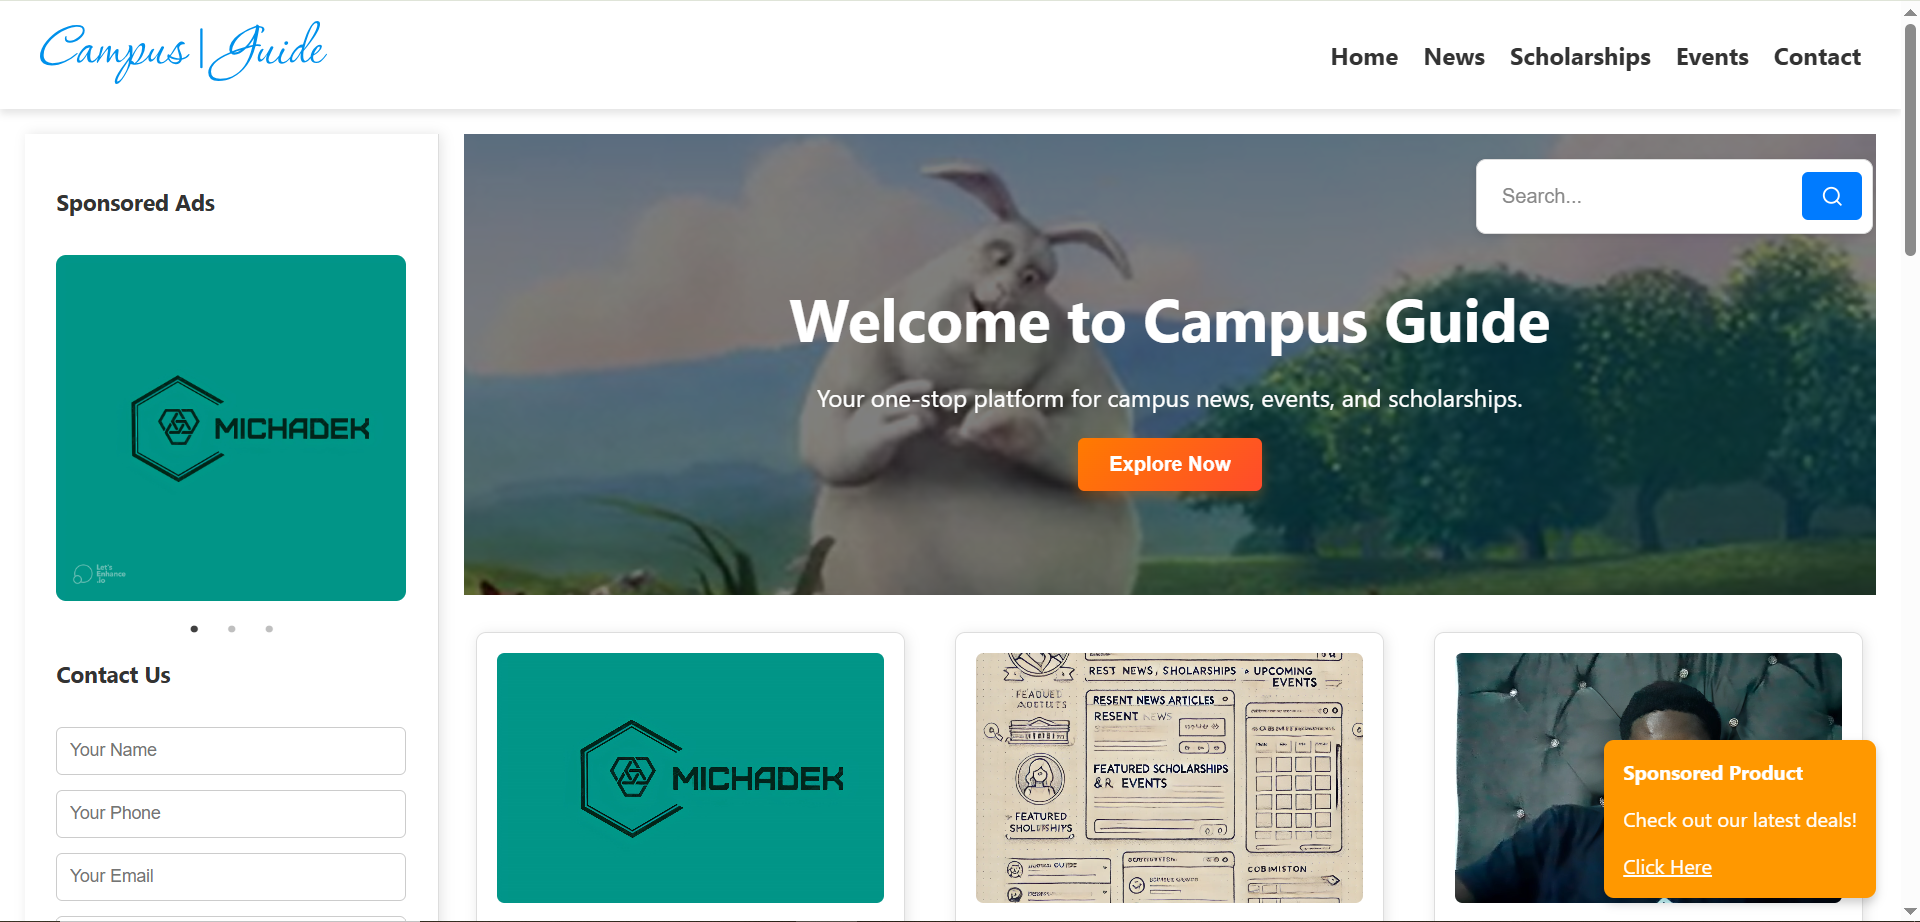 Campus | Guide
Home News Scholarships Events Contact
Sponsored Ads
MICHADEK
Let's
Enhance
.io
Contact Us
Your Name
Your Phone
Your Email
Search...
Welcome to Campus Guide
Your one-stop platform for campus news, events, and scholarships.
Explore Now
MICHADEK
REST NEWS, SHOLARSHIPS
UPCOMING
EVENTS
RESENT NEWS ARTICLES
RESENT NEWS
FEATURED SCHOLARSHIPS
EVENTS
FEATURED
COBMISTON
Sponsored Product
Check out our latest deals!
Click Here